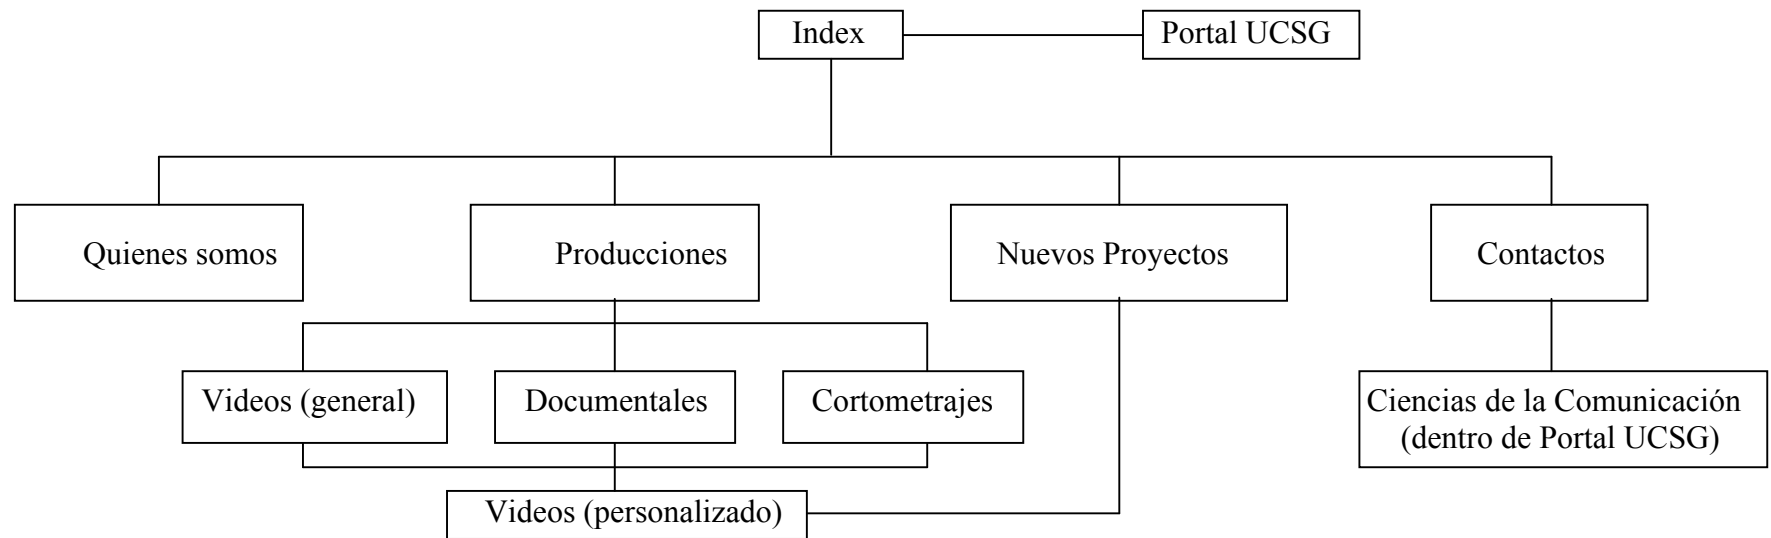 Index
Portal UCSG
Quienes somos
Producciones
Nuevos Proyectos
Contactos
Videos (general)
Documentales
Cortometrajes
Ciencias de la Comunicación
(dentro de Portal UCSG)
Videos (personalizado)